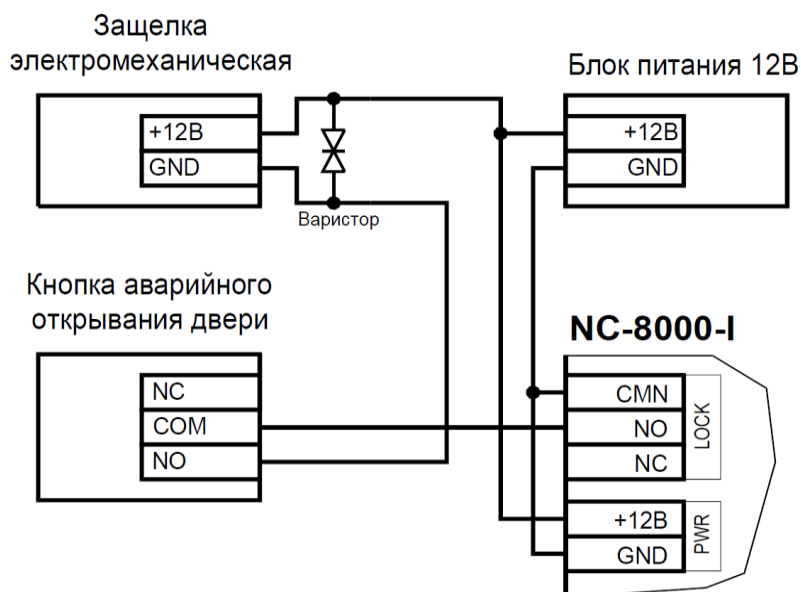 Защелка
электромеханическая
+12В
GND
Варистор
Блок питания 12В
+12В
GND
Кнопка аварийного
открывания двери
NC
COM
NO
NC-8000-I
CMN
NO
NC
LOCK
+12В
GND
PWR